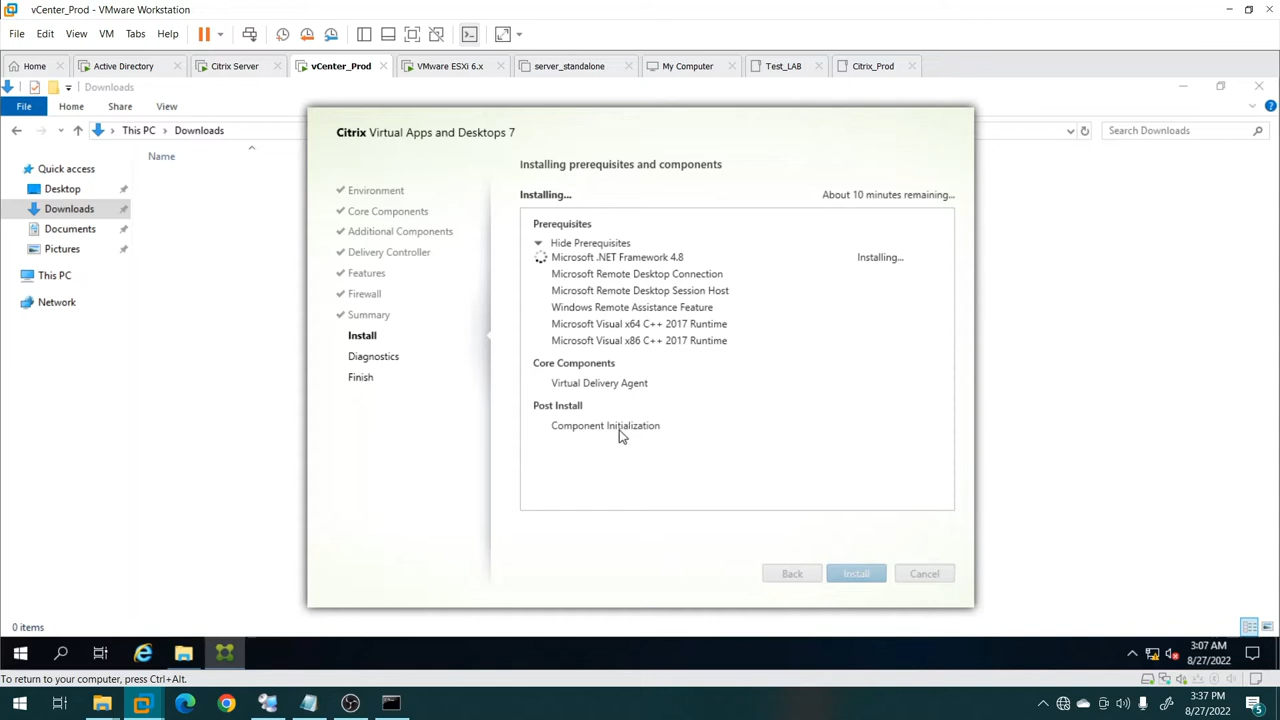 vCenter_Prod - VMware Workstation
File Edit View VM Tabs Help
Home Active Directory Citrix Server vCenter_Prod VMware ESXi 6.x server_standalone My Computer Test_LAB Citrix_Prod
Downloads
File Home Share View
This PC Downloads Search Downloads
Quick access
Desktop
Downloads
Documents
Pictures
This PC
Network
Name
Citrix Virtual Apps and Desktops 7
Environment
Core Components
Additional Components
Delivery Controller
Features
Firewall
Summary
Install
Diagnostics
Finish
Installing prerequisites and components
Installing... About 10 minutes remaining...
Prerequisites
Hide Prerequisites
Microsoft .NET Framework 4.8 Installing...
Microsoft Remote Desktop Connection
Microsoft Remote Desktop Session Host
Windows Remote Assistance Feature
Microsoft Visual x64 C++ 2017 Runtime
Microsoft Visual x86 C++ 2017 Runtime
Core Components
Virtual Delivery Agent
Post Install
Component Initialization
Back Install Cancel
0 items
3:07 AM
8/27/2022
To return to your computer, press Ctrl+Alt.
3:37 PM
8/27/2022
5